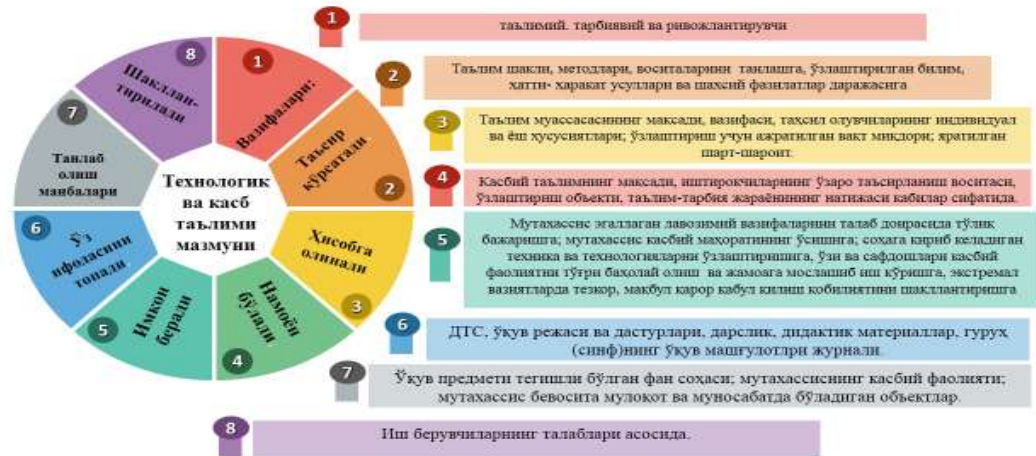 8
Шакллан-
тирилади
1
Вазифалари:
2
Таъсир
кўрсатади
3
Ҳисобга
олинади
4
Намоён
бўлади
5
Имкон
беради
6
Ўз
ифодасини
топади
7
Танлаб
олиш
манбалари
Технологик
ва касб
таълими
мазмуни
1
таълимий. тарбиявий ва ривожлантирувчи
2
Таълим шакли, методлари, воситаларини танлашга, ўзлаштирилган билим,
хатти- харакат усуллари ва шахсий фазилатлар даражасига
3
Таълим муассасасининг мақсади, вазифаси, таҳсил олувчиларнинг индивидуал
ва ёш хусусиятлари; ўзлаштириш учун ажратилган вақт миқдори; яратилган
шарт-шароит.
4
Касбий таълимнинг мақсади, иштирокчиларнинг ўзаро таъсирланиш воситаси,
ўзлаштириш объекти, таълим-тарбия жараёнининг натижаси кабилар сифатида.
5
Мутахассис эгаллаган лавозимий вазифаларини талаб доирасида тўлиқ
бажаришга; мутахассис касбий маҳоратининг ўсишига; соҳага кириб келадиган
техника ва технологияларни ўзлаштиришига, ўзи ва сафдошлари касбий
фаолиятни тўғри баҳолай олиш ва жамоага мослашиб иш кўришга, экстремал
вазиятларда тезкор, мақбул қарор қабул қилиш қобилиятини шакллантиришга
6
ДТС, ўқув режаси ва дастурлари, дарслик, дидактик материаллар, гуруҳ
(синф)нинг ўқув машғулотлри журнали.
7
Ўқув предмети тегишли бўлган фан соҳаси; мутахассиснинг касбий фаолияти;
мутахассис бевосита мулоқот ва муносабатда бўладиган объектлар.
8
Иш берувчиларнинг талаблари асосида.